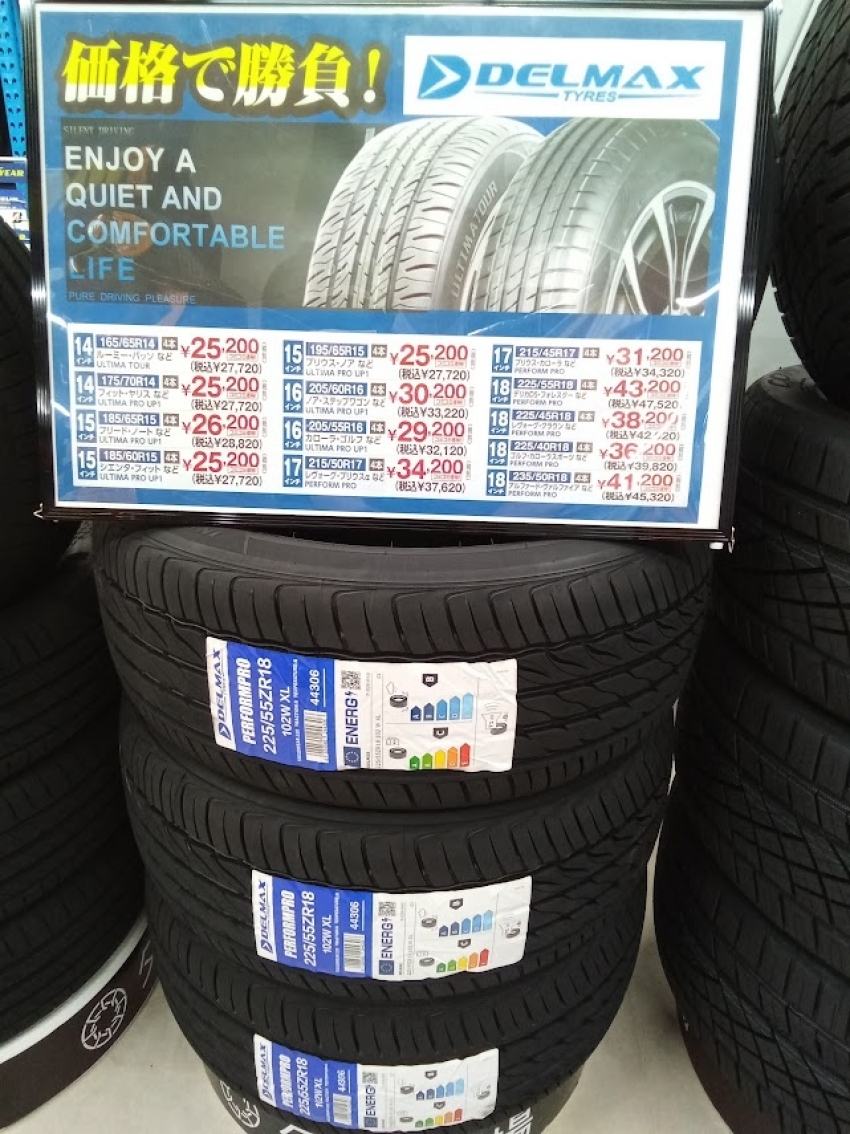 価格で勝負!
DELMAX
TYRES
SILENT DRIVING
ENJOY A
QUIET AND
COMFORTABLE
LIFE
PURE DRIVING PLEASURE
ULTIMATOUR
14インチ 165/65R14 4本 ¥25,200
ルーミー・パッソ など
ULTIMA TOUR (税込¥27,720)
14インチ 175/70R14 4本 ¥25,200
フィット・ヤリス など
ULTIMA PRO UP1 (税込¥27,720)
15インチ 185/65R15 4本 ¥26,200
フリード・ノート など
ULTIMA PRO UP1 (税込¥28,820)
15インチ 185/60R15 4本 ¥25,200
シエンタ・フィット など
ULTIMA PRO UP1 (税込¥27,720)
15インチ 195/65R15 4本 ¥25,200
プリウス・ノア など
ULTIMA PRO UP1 (税込¥27,720)
16インチ 205/60R16 4本 ¥30,200
ノア・ステップワゴン など
ULTIMA PRO UP1 (税込¥33,220)
16インチ 205/55R16 4本 ¥29,200
カローラ・ゴルフ など
ULTIMA PRO UP1 (税込¥32,120)
17インチ 215/50R17 4本 ¥34,200
レヴォーグ・プリウスα など
PERFORM PRO (税込¥37,620)
17インチ 215/45R17 4本 ¥31,200
プリウス・カローラ など
PERFORM PRO (税込¥34,320)
18インチ 225/55R18 4本 ¥43,200
デリカD5・フォレスター など
PERFORM PRO (税込¥47,520)
18インチ 225/45R18 4本 ¥38,200
レヴォーグ・クラウン など
PERFORM PRO
18インチ 225/40R18 4本 ¥36,200
ゴルフ・カローラスポーツ など
PERFORM PRO (税込¥39,820)
18インチ 235/50R18 4本 ¥41,200
アルファード・ヴァルファイア など
PERFORM PRO (税込¥45,320)
DELMAX
PERFORMPRO
225/55ZR18
102W XL
44306
ENERG
B
A B C D E
C
A B C D E
DELMAX
PERFORMPRO
225/55ZR18
102W XL
44306
ENERG
DELMAX
PERFORMPRO
225/55ZR18
102W XL
44306
ENERG